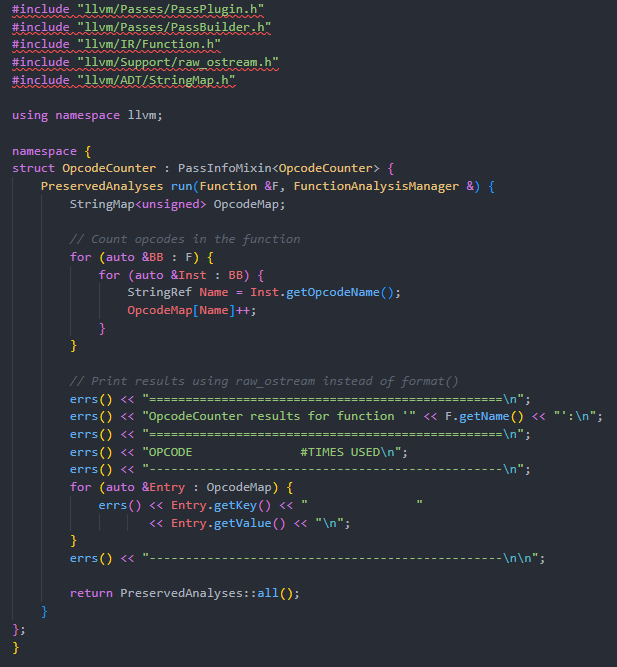 #include "llvm/Passes/PassPlugin.h"
#include "llvm/Passes/PassBuilder.h"
#include "llvm/IR/Function.h"
#include "llvm/Support/raw_ostream.h"
#include "llvm/ADT/StringMap.h"

using namespace llvm;

namespace {
struct OpcodeCounter : PassInfoMixin<OpcodeCounter> {
    PreservedAnalyses run(Function &F, FunctionAnalysisManager &) {
        StringMap<unsigned> OpcodeMap;

        // Count opcodes in the function
        for (auto &BB : F) {
            for (auto &Inst : BB) {
                StringRef Name = Inst.getOpcodeName();
                OpcodeMap[Name]++;
            }
        }

        // Print results using raw_ostream instead of format()
        errs() << "=================================================\n";
        errs() << "OpcodeCounter results for function '" << F.getName() << "':\n";
        errs() << "=================================================\n";
        errs() << "OPCODE               #TIMES USED\n";
        errs() << "-------------------------------------------------\n";
        for (auto &Entry : OpcodeMap) {
            errs() << Entry.getKey() << "               "
                   << Entry.getValue() << "\n";
        }
        errs() << "-------------------------------------------------\n\n";

        return PreservedAnalyses::all();
    }
};
}